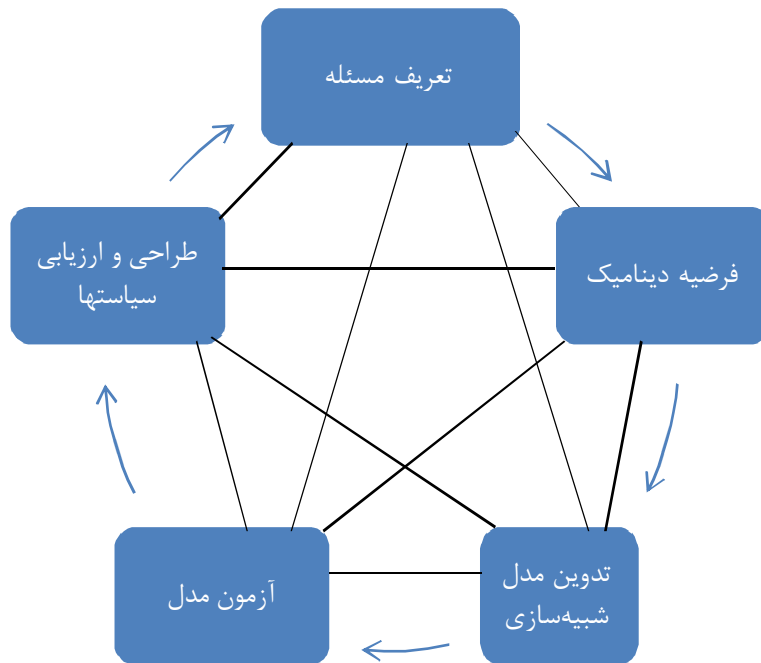 تعریف مسئله
فرضیه دینامیک
تدوین مدل
شبیه‌سازی
آزمون مدل
طراحی و ارزیابی
سیاستها